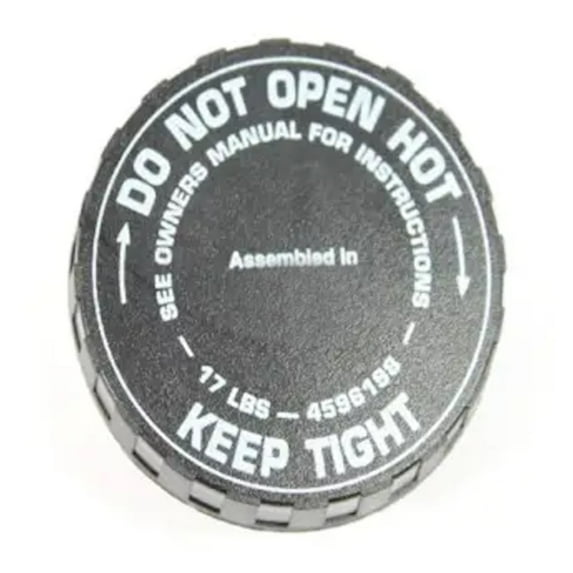 DO NOT OPEN HOT
SEE OWNERS MANUAL FOR INSTRUCTIONS
Assembled In
17 LBS — 4596198
KEEP TIGHT